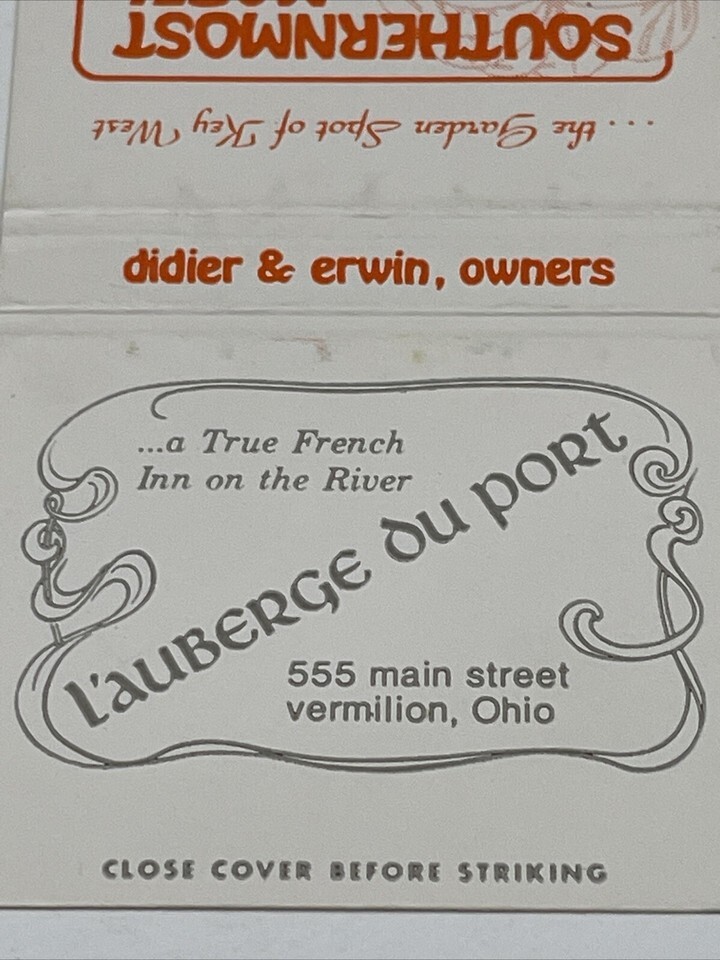 SOUTHERNMOST
... the Garden Spot of Key West
didier & erwin, owners
...a True French
Inn on the River
L'AUBERGE DU PORT
555 main street
vermilion, Ohio
CLOSE COVER BEFORE STRIKING